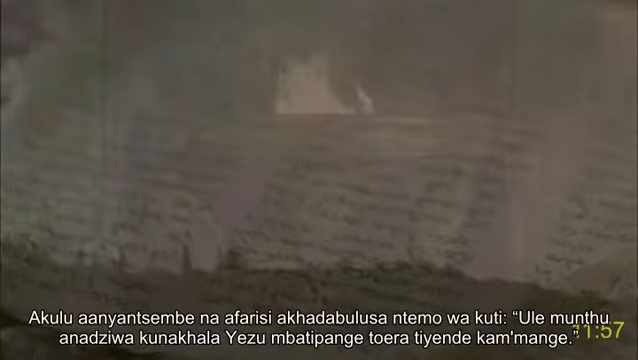 Akulu aanyantsembe na afarisi akhadabulusa ntemo wa kuti: “Ule munthu
anadziwa kunakhala Yezu mbatipange toera tiyende kam'mange.”
11:57